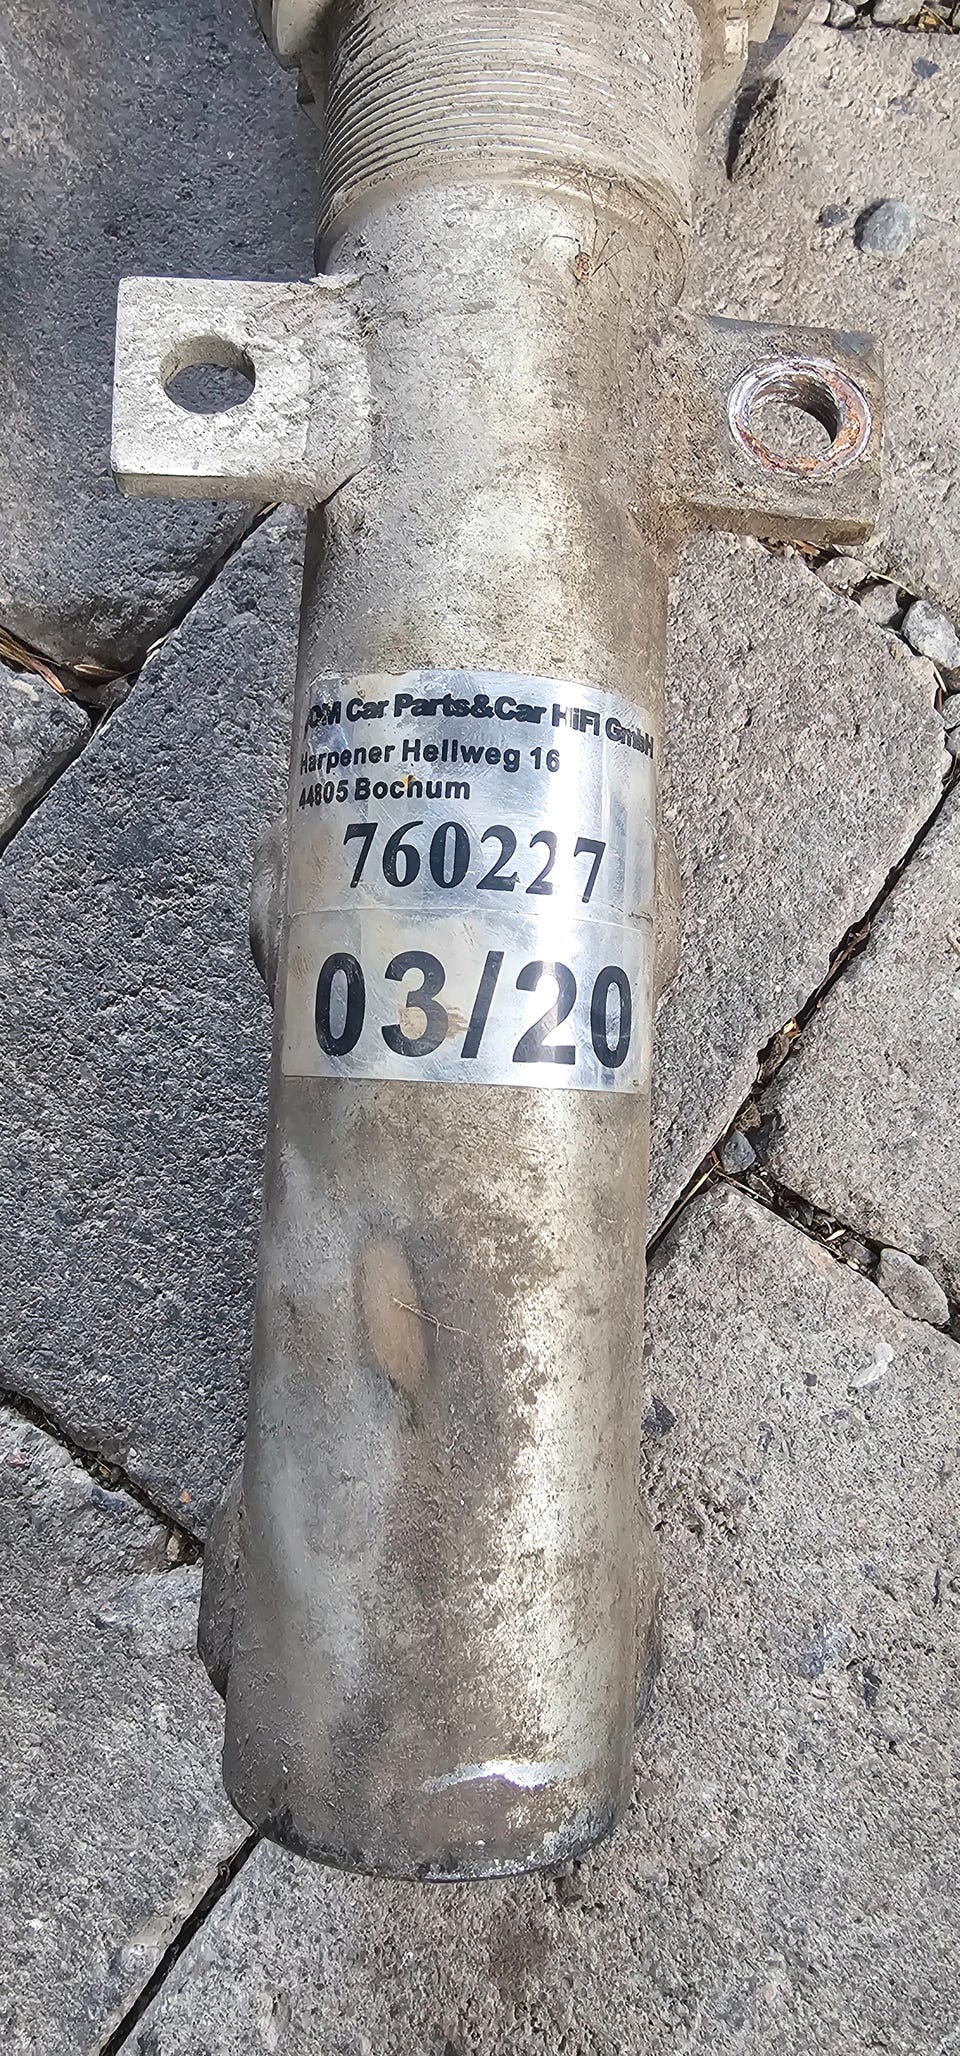 Car Parts&Car HiFi GmbH
Harpener Hellweg 16
44805 Bochum
760227
03/20